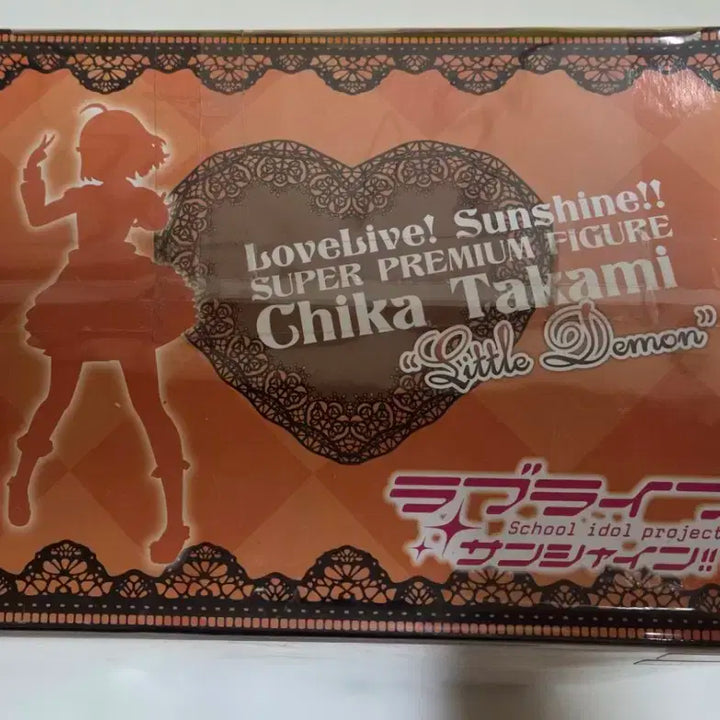 LoveLive! Sunshine!!
SUPER PREMIUM FIGURE
Chika Takami
“Little Demon”
ラブライブ
School idol project
サンシャイン!!